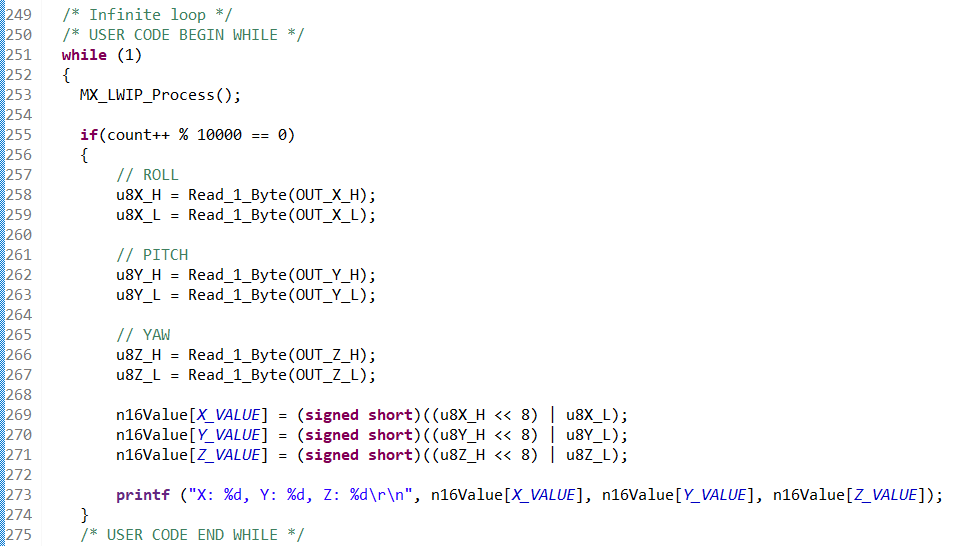 249 /* Infinite loop */
250 /* USER CODE BEGIN WHILE */
251 while (1)
252 {
253 MX_LWIP_Process();
254
255 if(count++ % 10000 == 0)
256 {
257 // ROLL
258 u8X_H = Read_1_Byte(OUT_X_H);
259 u8X_L = Read_1_Byte(OUT_X_L);
260
261 // PITCH
262 u8Y_H = Read_1_Byte(OUT_Y_H);
263 u8Y_L = Read_1_Byte(OUT_Y_L);
264
265 // YAW
266 u8Z_H = Read_1_Byte(OUT_Z_H);
267 u8Z_L = Read_1_Byte(OUT_Z_L);
268
269 n16Value[X_VALUE] = (signed short)((u8X_H << 8) | u8X_L);
270 n16Value[Y_VALUE] = (signed short)((u8Y_H << 8) | u8Y_L);
271 n16Value[Z_VALUE] = (signed short)((u8Z_H << 8) | u8Z_L);
272
273 printf ("X: %d, Y: %d, Z: %d\r\n", n16Value[X_VALUE], n16Value[Y_VALUE], n16Value[Z_VALUE]);
274 }
275 /* USER CODE END WHILE */